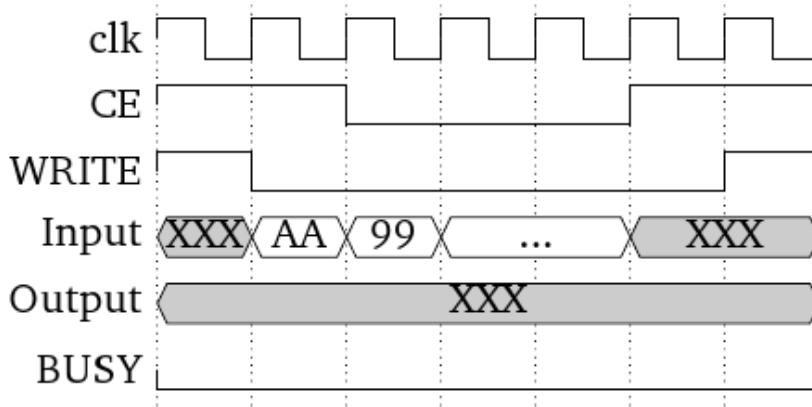 clk
CE
WRITE
Input XXX AA 99 ... XXX
Output XXX
BUSY